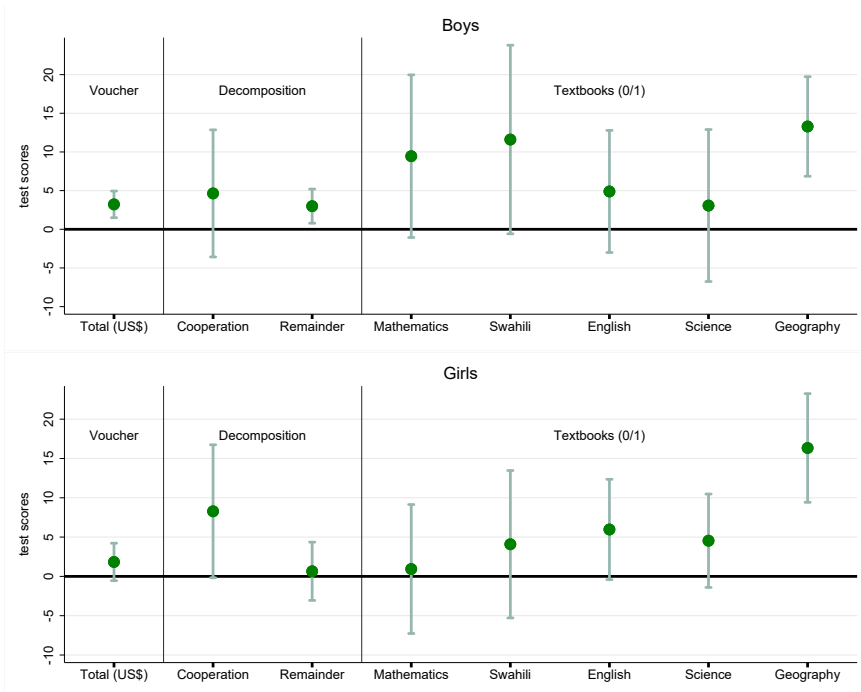 Boys
Voucher Decomposition Textbooks (0/1)
test scores
20
15
10
5
0
-5
-10
Total (US$) Cooperation Remainder Mathematics Swahili English Science Geography
Girls
Voucher Decomposition Textbooks (0/1)
test scores
20
15
10
5
0
-5
-10
Total (US$) Cooperation Remainder Mathematics Swahili English Science Geography